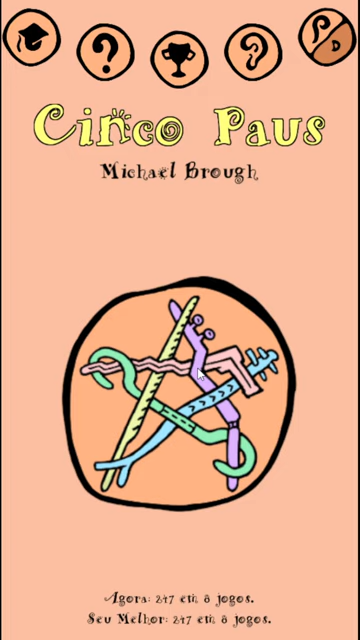 ?
P
D
Cinco Paus
Michael Brough
Agora: 247 em 8 jogos.
Seu Melhor: 247 em 8 jogos.